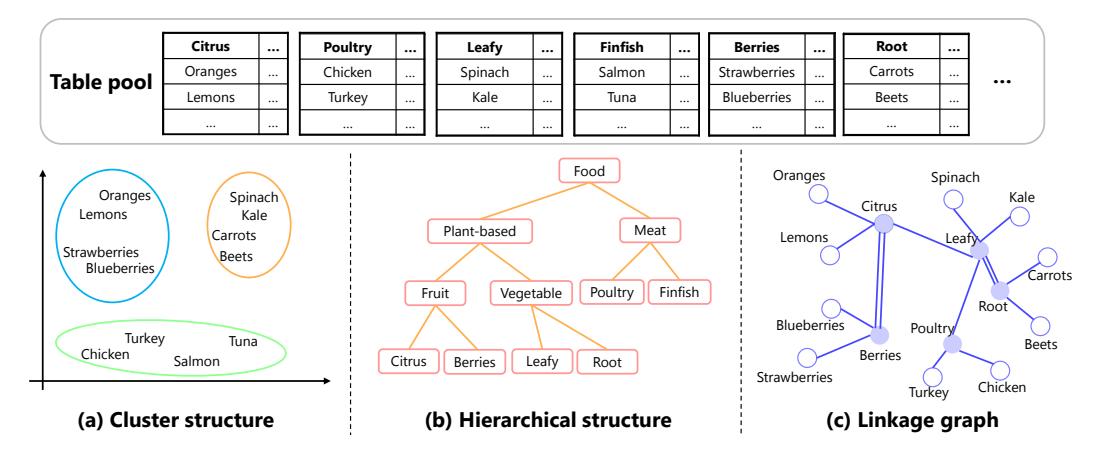 Table pool
Citrus ... Poultry ... Leafy ... Finfish ... Berries ... Root ...
Oranges ... Chicken ... Spinach ... Salmon ... Strawberries ... Carrots ...
Lemons ... Turkey ... Kale ... Tuna ... Blueberries ... Beets ...
... ... ... ... ... ... ... ... ... ... ... ...
...
Oranges
Lemons
Strawberries
Blueberries
Spinach
Kale
Carrots
Beets
Turkey
Tuna
Chicken
Salmon
(a) Cluster structure
Food
Plant-based Meat
Fruit Vegetable Poultry Finfish
Citrus Berries Leafy Root
(b) Hierarchical structure
Oranges
Citrus
Lemons
Spinach
Kale
Leafy
Carrots
Root
Blueberries
Poultry
Beets
Berries
Strawberries
Turkey
Chicken
(c) Linkage graph